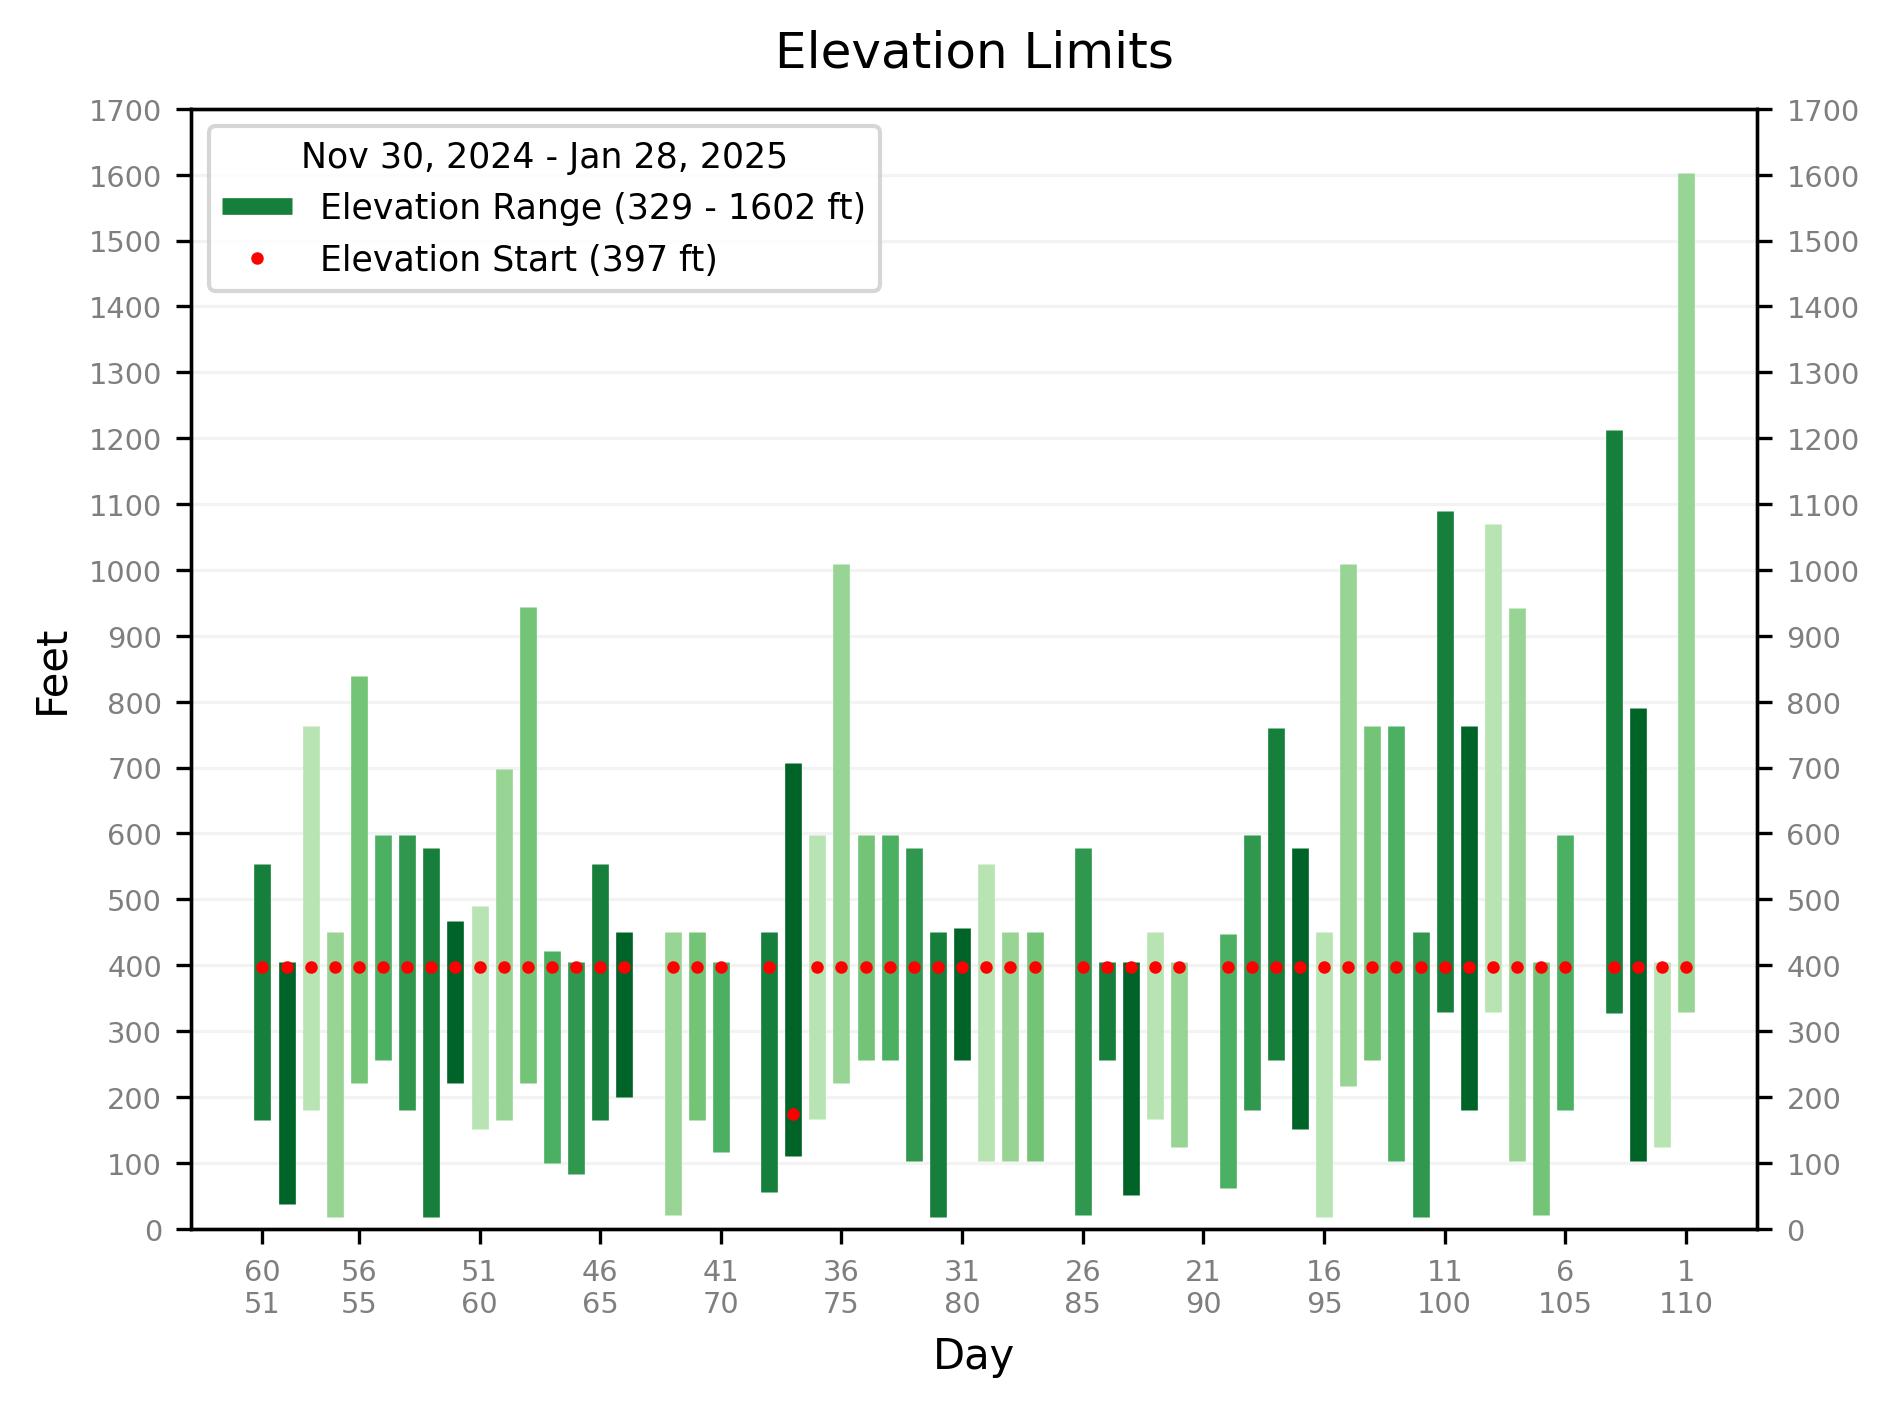 Elevation Limits
Nov 30, 2024 - Jan 28, 2025
Elevation Range (329 - 1602 ft)
Elevation Start (397 ft)
Feet
1700 1700
1600 1600
1500 1500
1400 1400
1300 1300
1200 1200
1100 1100
1000 1000
900 900
800 800
700 700
600 600
500 500
400 400
300 300
200 200
100 100
0 0
60 56 51 46 41 36 31 26 21 16 11 6 1
51 55 60 65 70 75 80 85 90 95 100 105 110
Day